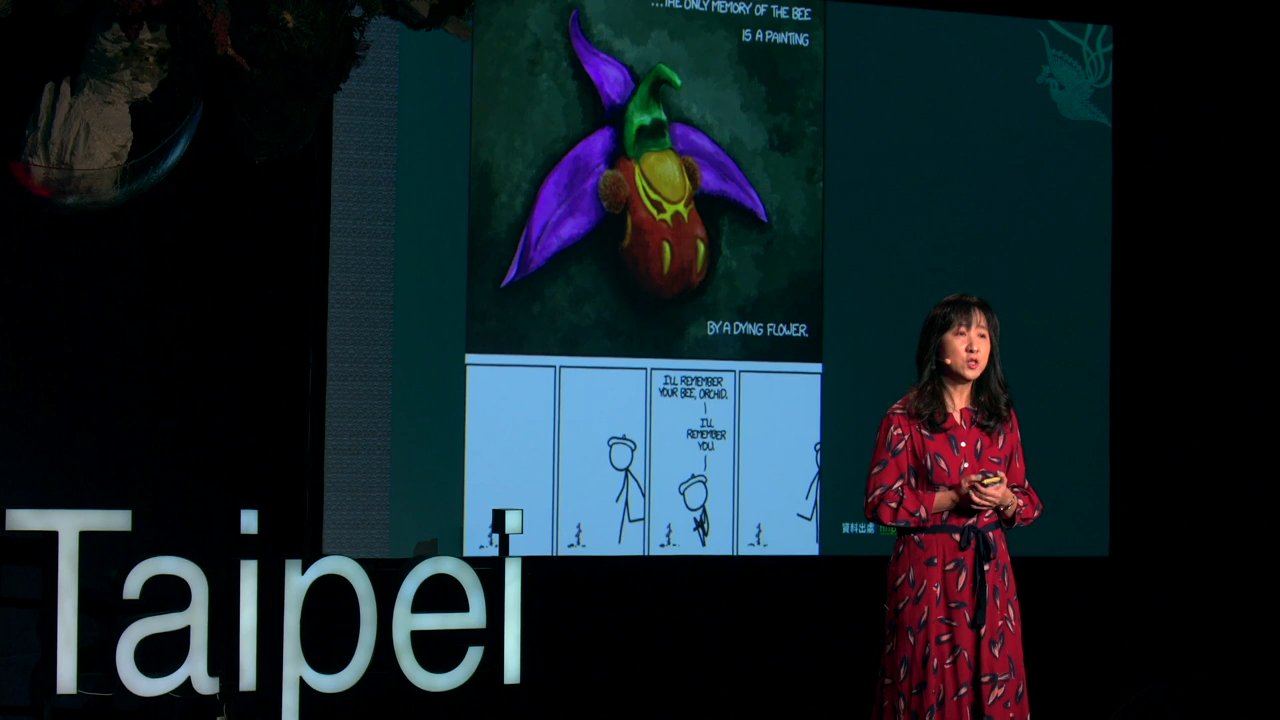 ...THE ONLY MEMORY OF THE BEE
IS A PAINTING
BY A DYING FLOWER.
I'LL REMEMBER
YOUR BEE, ORCHID.
I'LL
REMEMBER
YOU.
資料出處
Taipei